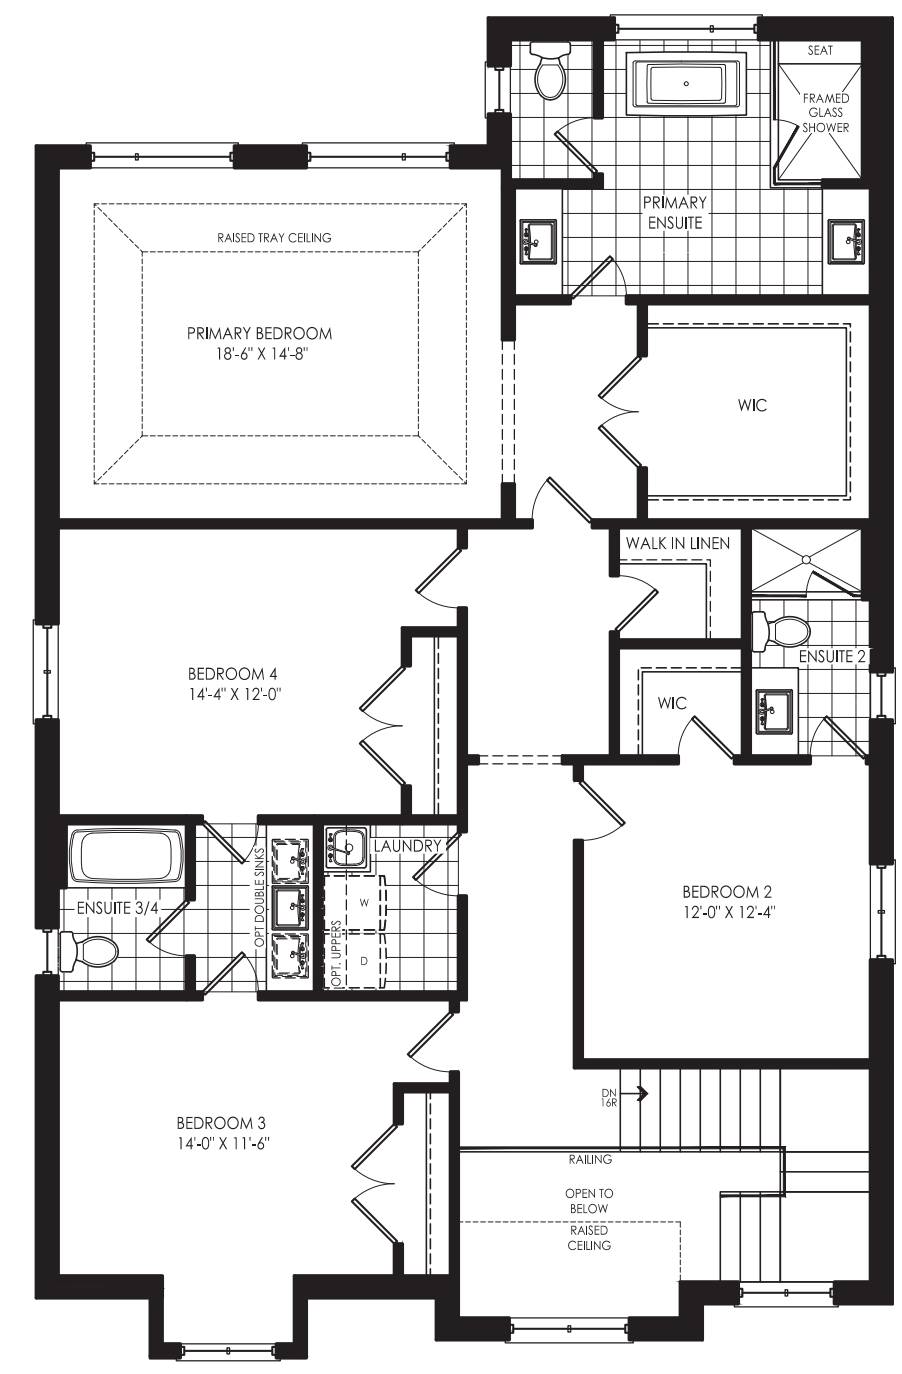 SEAT
FRAMED
GLASS
SHOWER
PRIMARY
ENSUITE
RAISED TRAY CEILING
PRIMARY BEDROOM
18'-6" X 14'-8"
WIC
WALK IN LINEN
ENSUITE 2
BEDROOM 4
14'-4" X 12'-0"
WIC
LAUNDRY
OPT DOUBLE SINKS
ENSUITE 3/4
W
OPT. UPPERS
D
BEDROOM 2
12'-0" X 12'-4"
DN
16R
BEDROOM 3
14'-0" X 11'-6"
RAILING
OPEN TO
BELOW
RAISED
CEILING